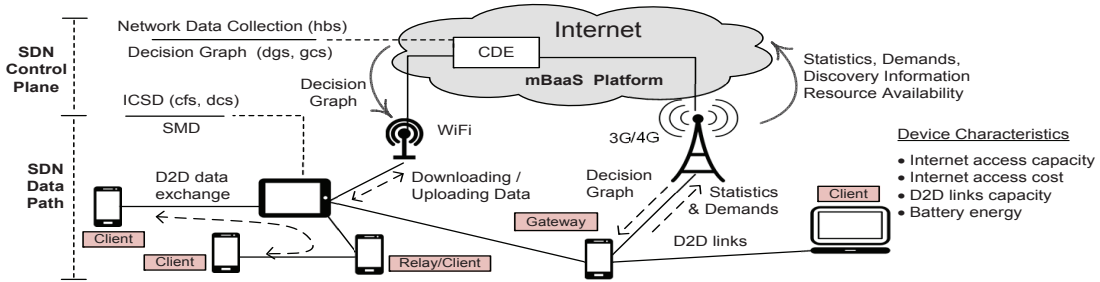 SDN
Control
Plane
Network Data Collection (hbs)
Decision Graph (dgs, gcs)
Internet
CDE
mBaaS Platform
Decision
Graph
Statistics, Demands,
Discovery Information
Resource Availability
ICSD (cfs, dcs)
SMD
WiFi
3G/4G
SDN
Data
Path
D2D data
exchange
Downloading /
Uploading Data
Decision
Graph
Statistics
& Demands
Client
Client
Relay/Client
Gateway
D2D links
Client
Device Characteristics
• Internet access capacity
• Internet access cost
• D2D links capacity
• Battery energy